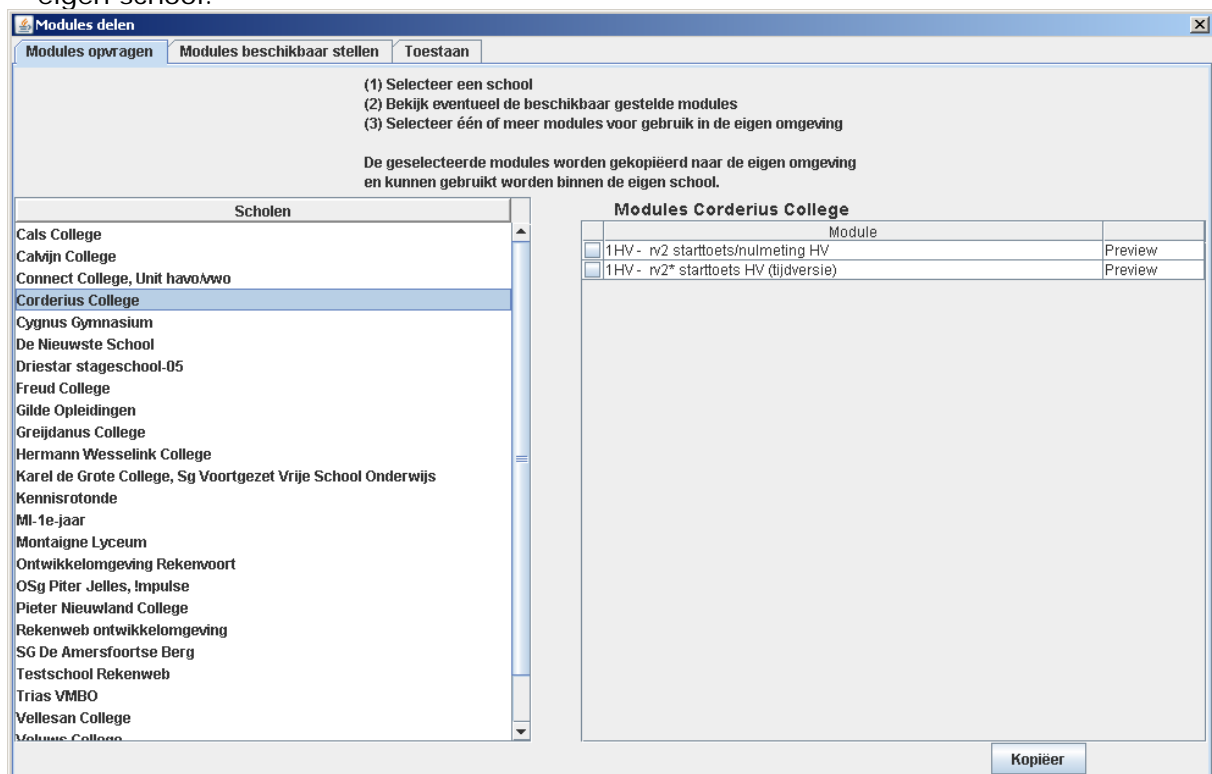 eigen school.
Modules delen
Modules opvragen Modules beschikbaar stellen Toestaan
(1) Selecteer een school
(2) Bekijk eventueel de beschikbaar gestelde modules
(3) Selecteer één of meer modules voor gebruik in de eigen omgeving
De geselecteerde modules worden gekopiëerd naar de eigen omgeving
en kunnen gebruikt worden binnen de eigen school.
Scholen
Cals College
Calvijn College
Connect College, Unit havo/vwo
Corderius College
Cygnus Gymnasium
De Nieuwste School
Driestar stageschool-05
Freud College
Gilde Opleidingen
Greijdanus College
Hermann Wesselink College
Karel de Grote College, Sg Voortgezet Vrije School Onderwijs
Kennisrotonde
MI-1e-jaar
Montaigne Lyceum
Ontwikkelomgeving Rekenvoort
OSg Piter Jelles, !mpulse
Pieter Nieuwland College
Rekenweb ontwikkelomgeving
SG De Amersfoortse Berg
Testschool Rekenweb
Trias VMBO
Vellesan College
Veluws College
Modules Corderius College
Module
1HV - rv2 starttoets/nulmeting HV Preview
1HV - rv2* starttoets HV (tijdversie) Preview
Kopiëer